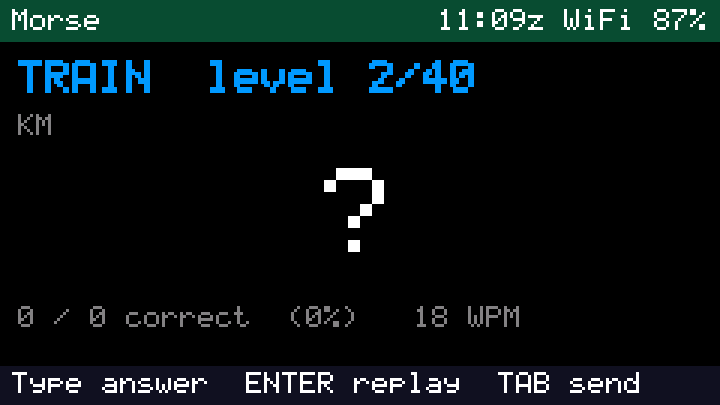 Morse 11:09z WiFi 87%
TRAIN level 2/40
KM
?
0 / 0 correct (0%) 18 WPM
Type answer ENTER replay TAB send